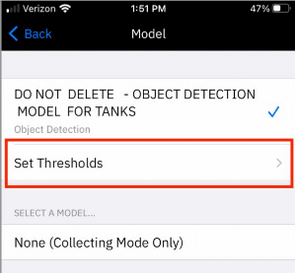 Verizon 1:51 PM 47%
Back Model
DO NOT DELETE - OBJECT DETECTION
MODEL FOR TANKS
Object Detection
Set Thresholds
SELECT A MODEL...
None (Collecting Mode Only)